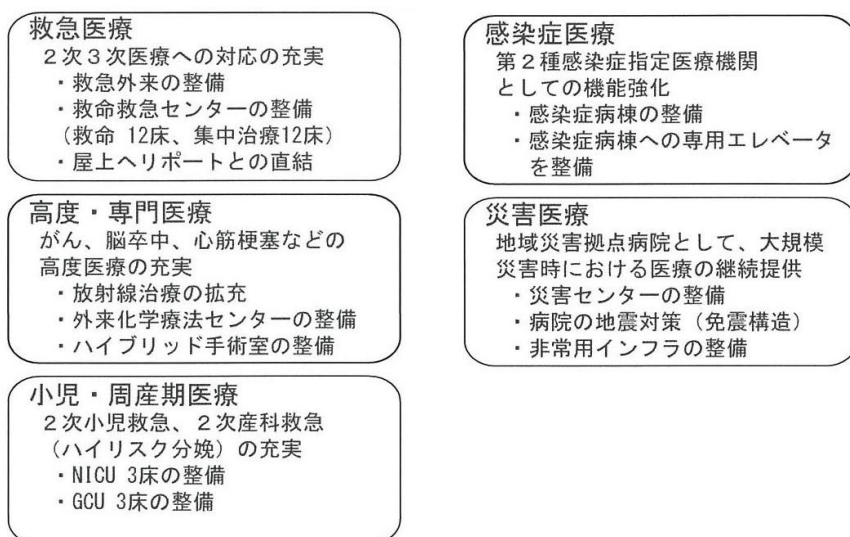 救急医療
２次３次医療への対応の充実
・救急外来の整備
・救命救急センターの整備
（救命 12床、集中治療12床）
・屋上ヘリポートとの直結
高度・専門医療
がん、脳卒中、心筋梗塞などの
高度医療の充実
・放射線治療の拡充
・外来化学療法センターの整備
・ハイブリッド手術室の整備
小児・周産期医療
２次小児救急、２次産科救急
（ハイリスク分娩）の充実
・NICU 3床の整備
・GCU 3床の整備
感染症医療
第２種感染症指定医療機関
としての機能強化
・感染症病棟の整備
・感染症病棟への専用エレベータ
を整備
災害医療
地域災害拠点病院として、大規模
災害時における医療の継続提供
・災害センターの整備
・病院の地震対策（免震構造）
・非常用インフラの整備